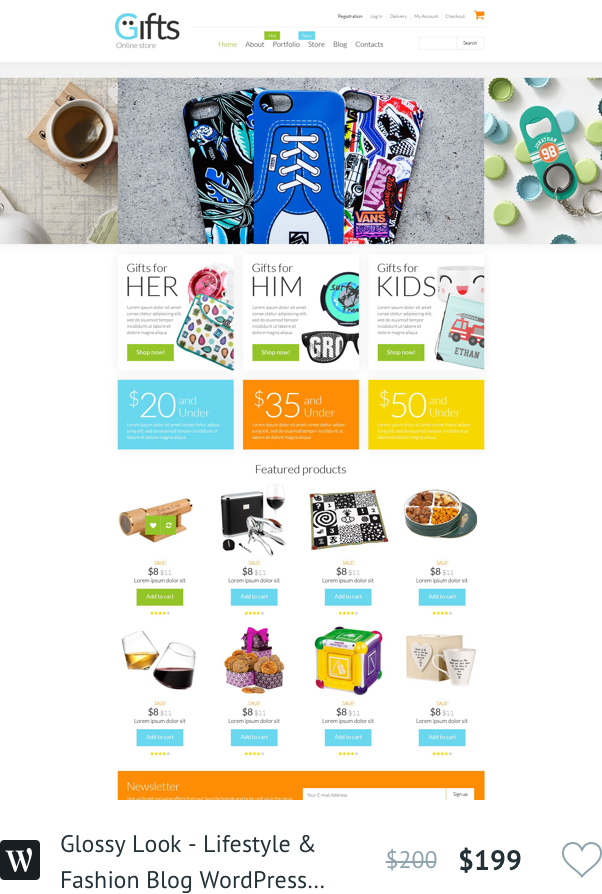 Gifts
Online store
Registration Log In Delivery My Account Checkout
Hot New
Home About Portfolio Store Blog Contacts
Search
VANS
VANS
JONATHAN
98
Gifts for
HER
Lorem ipsum dolor sit amet
conse ctetur adipisicing elit,
sed do eiusmod tempor
incididunt ut labore et
dolore magna aliqua
Shop now!
Gifts for
HIM
Lorem ipsum dolor sit amet
conse ctetur adipisicing elit,
sed do eiusmod tempor
incididunt ut labore et
dolore magna aliqua
Shop now!
GRO
Gifts for
KIDS
Lorem ipsum dolor sit amet
conse ctetur adipisicing elit,
sed do eiusmod tempor
incididunt ut labore et
dolore magna aliqua
Shop now!
ETHAN
$20 and
Under
$35 and
Under
$50 and
Under
Featured products
SALE! SALE! SALE! SALE!
$8 $11 $8 $11 $8 $11 $8 $11
Lorem ipsum dolor sit Lorem ipsum dolor sit Lorem ipsum dolor sit Lorem ipsum dolor sit
Add to cart Add to cart Add to cart Add to cart
SALE! SALE! SALE! SALE!
$8 $11 $8 $11 $8 $11 $8 $11
Lorem ipsum dolor sit Lorem ipsum dolor sit Lorem ipsum dolor sit Lorem ipsum dolor sit
Add to cart Add to cart Add to cart Add to cart
Newsletter
Your E-mail Address Sign up
W
Glossy Look - Lifestyle &
Fashion Blog WordPress...
$200 $199